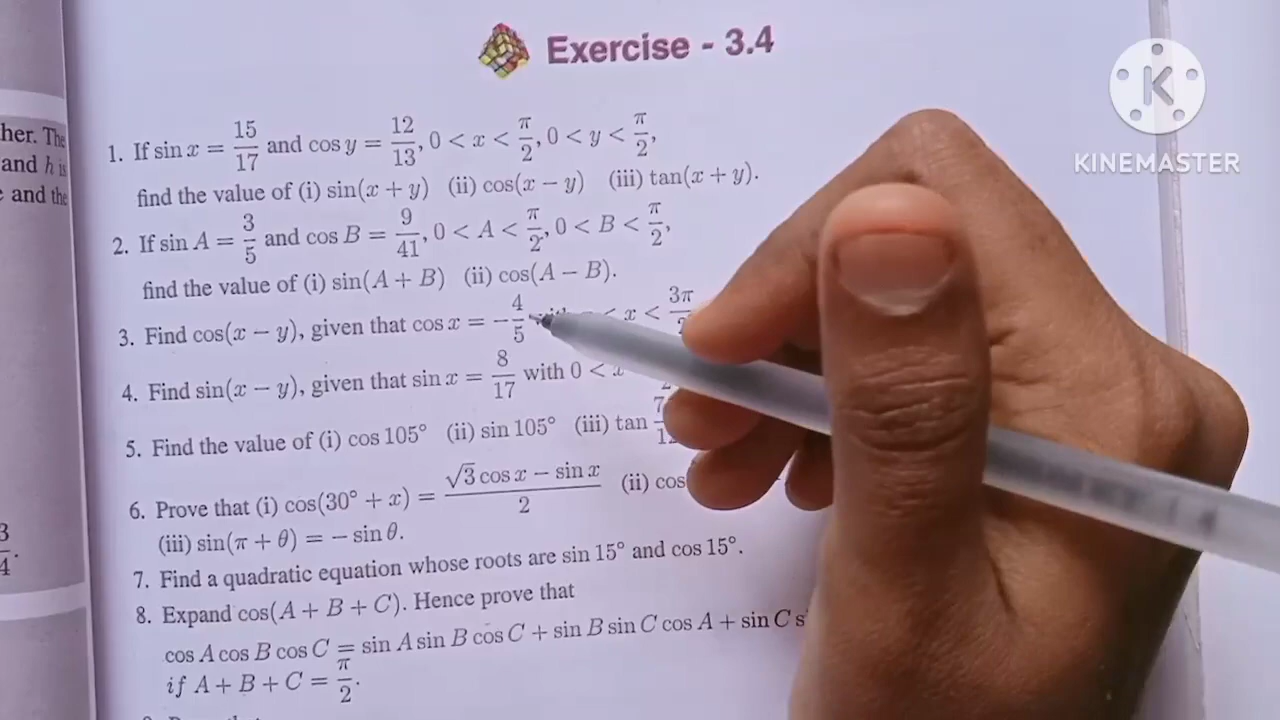 Exercise - 3.4
KINEMASTER
her. The
and h is
and the
1. If sin x = 15/17 and cos y = 12/13, 0 < x < π/2, 0 < y < π/2,
find the value of (i) sin(x + y) (ii) cos(x − y) (iii) tan(x + y).
2. If sin A = 3/5 and cos B = 9/41, 0 < A < π/2, 0 < B < π/2,
find the value of (i) sin(A + B) (ii) cos(A − B).
3. Find cos(x − y), given that cos x = −4/5 < x < 3π
4. Find sin(x − y), given that sin x = 8/17 with 0 < x
5. Find the value of (i) cos 105° (ii) sin 105° (iii) tan
6. Prove that (i) cos(30° + x) = (√3 cos x − sin x)/2 (ii) cos
(iii) sin(π + θ) = − sin θ.
7. Find a quadratic equation whose roots are sin 15° and cos 15°.
8. Expand cos(A + B + C). Hence prove that
cos A cos B cos C = sin A sin B cos C + sin B sin C cos A + sin C
if A + B + C = π/2.
3/4.